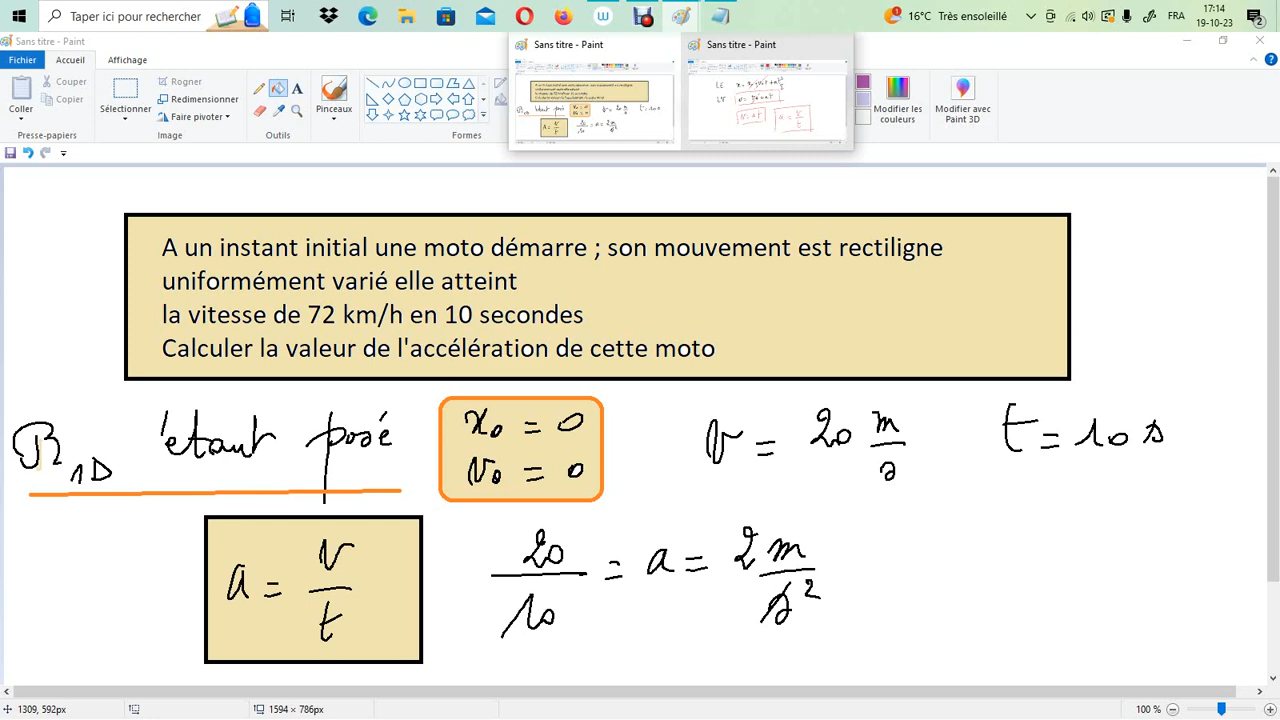 Taper ici pour rechercher
16°C Très ensoleillé
FRA
17:14
19-10-23
2
Sans titre - Paint
Sans titre - Paint
Sans titre - Paint
Fichier
Accueil
Affichage
Coller
Couper
Copier
Presse-papiers
Sélectionner
Rogner
Redimensionner
Faire pivoter
Image
A
Outils
Pinceaux
Formes
Modifier les couleurs
Modifier avec Paint 3D
A un instant initial une moto démarre ; son mouvement est rectiligne
uniformément varié elle atteint
la vitesse de 72 km/h en 10 secondes
Calculer la valeur de l'accélération de cette moto
R1D étant posé
x0 = 0
v0 = 0
v = 20 m/s
t = 10 s
a = v/t
20/10 = a = 2 m/s²
1309, 592px
1594 × 786px
100 %